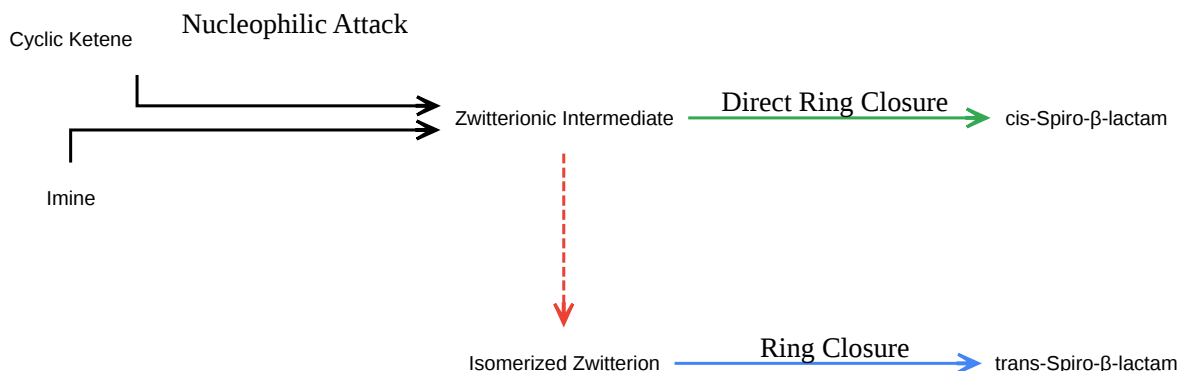 Nucleophilic Attack
Cyclic Ketene
Zwitterionic Intermediate
Direct Ring Closure
cis-Spiro-β-lactam
Imine
Isomerized Zwitterion
Ring Closure
trans-Spiro-β-lactam